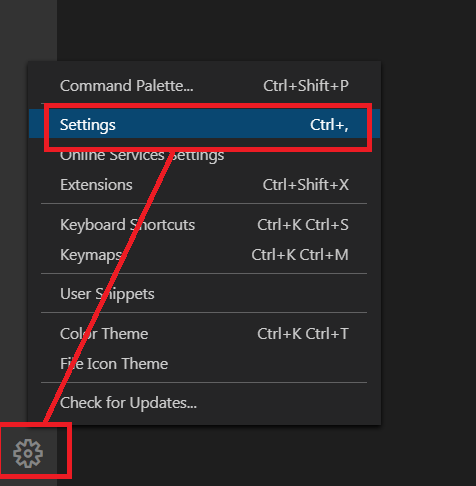 Command Palette... Ctrl+Shift+P
Settings Ctrl+,
Online Services Settings
Extensions Ctrl+Shift+X
Keyboard Shortcuts Ctrl+K Ctrl+S
Keymaps Ctrl+K Ctrl+M
User Snippets
Color Theme Ctrl+K Ctrl+T
File Icon Theme
Check for Updates...